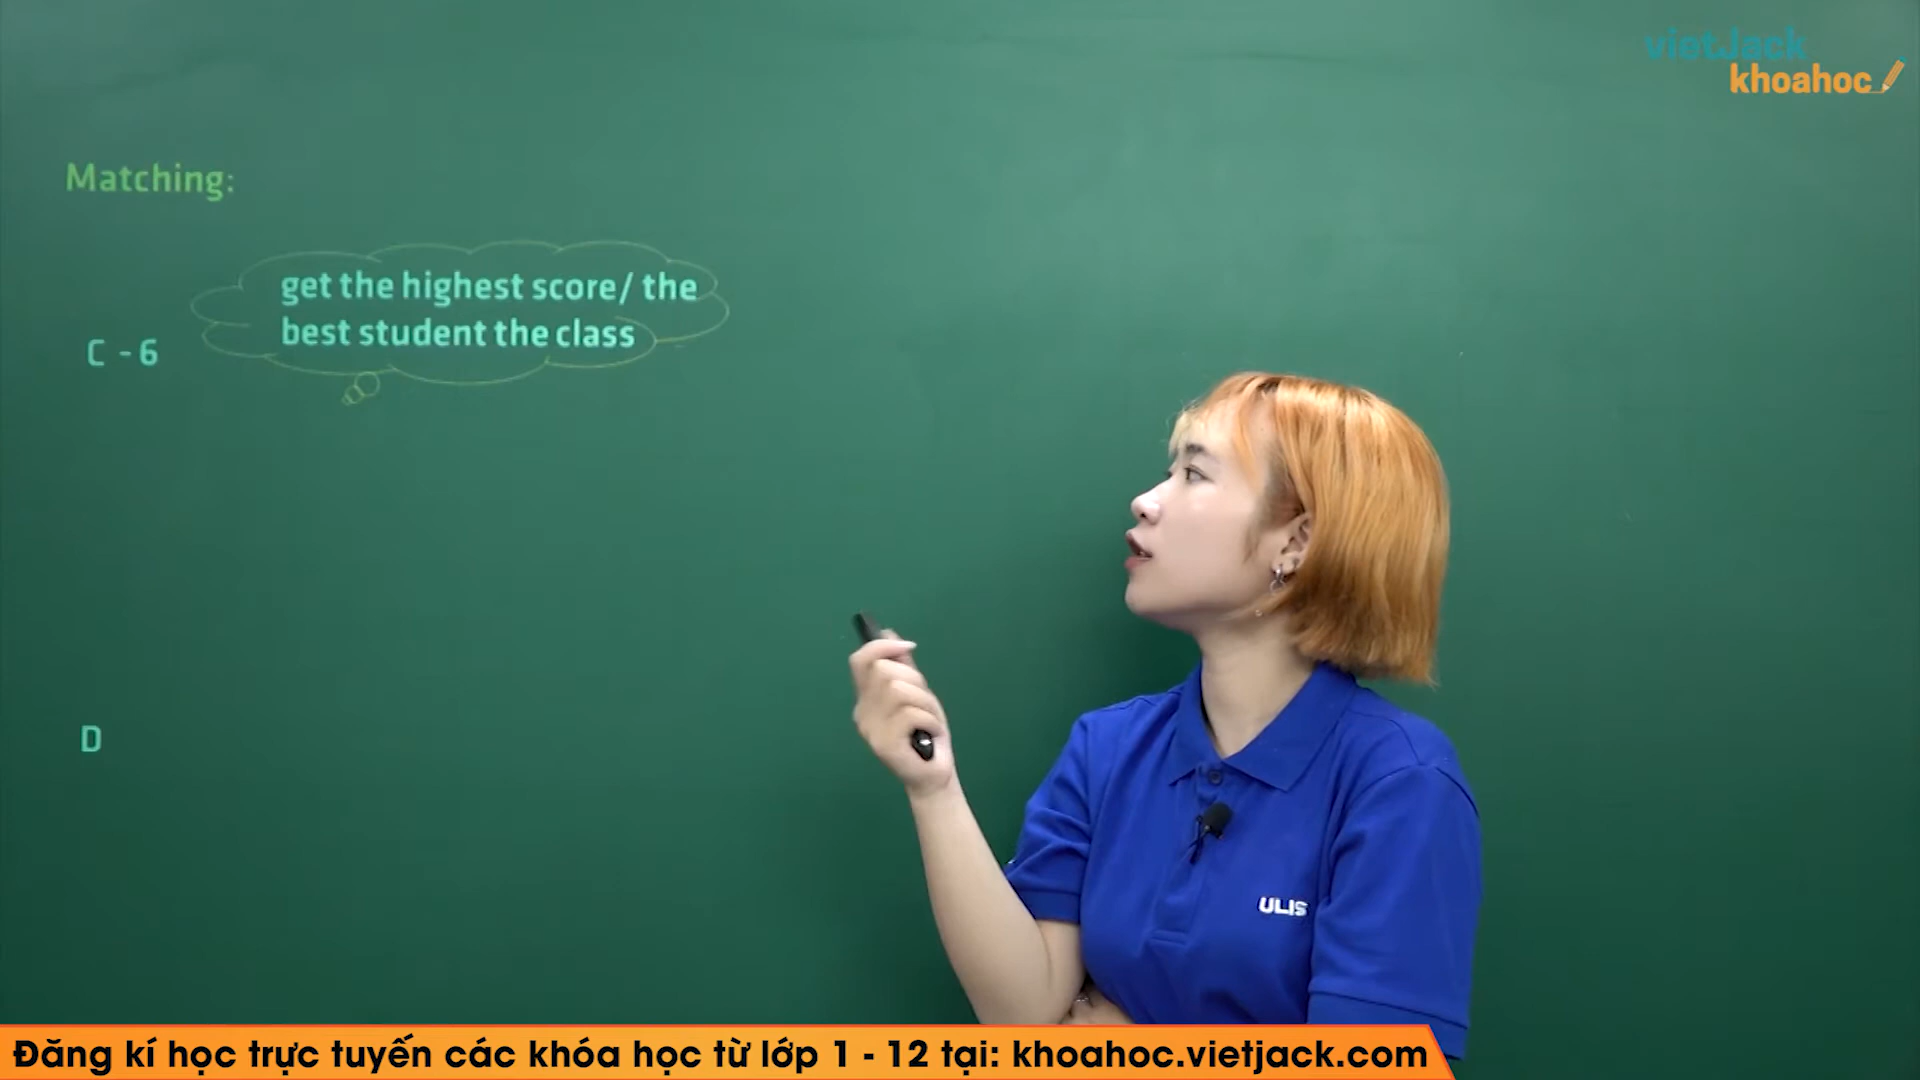 vietJack
khoahoc
Matching:
get the highest score/ the
best student the class
C - 6
D
ULIS
Đăng kí học trực tuyến các khóa học từ lớp 1 - 12 tại: khoahoc.vietjack.com